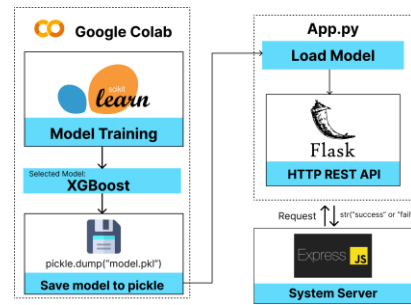 Google Colab
scikit
learn
Model Training
Selected Model:
XGBoost
pickle.dump("model.pkl")
Save model to pickle
App.py
Load Model
Flask
HTTP REST API
Request
str("success" or "fail
Express
JS
System Server